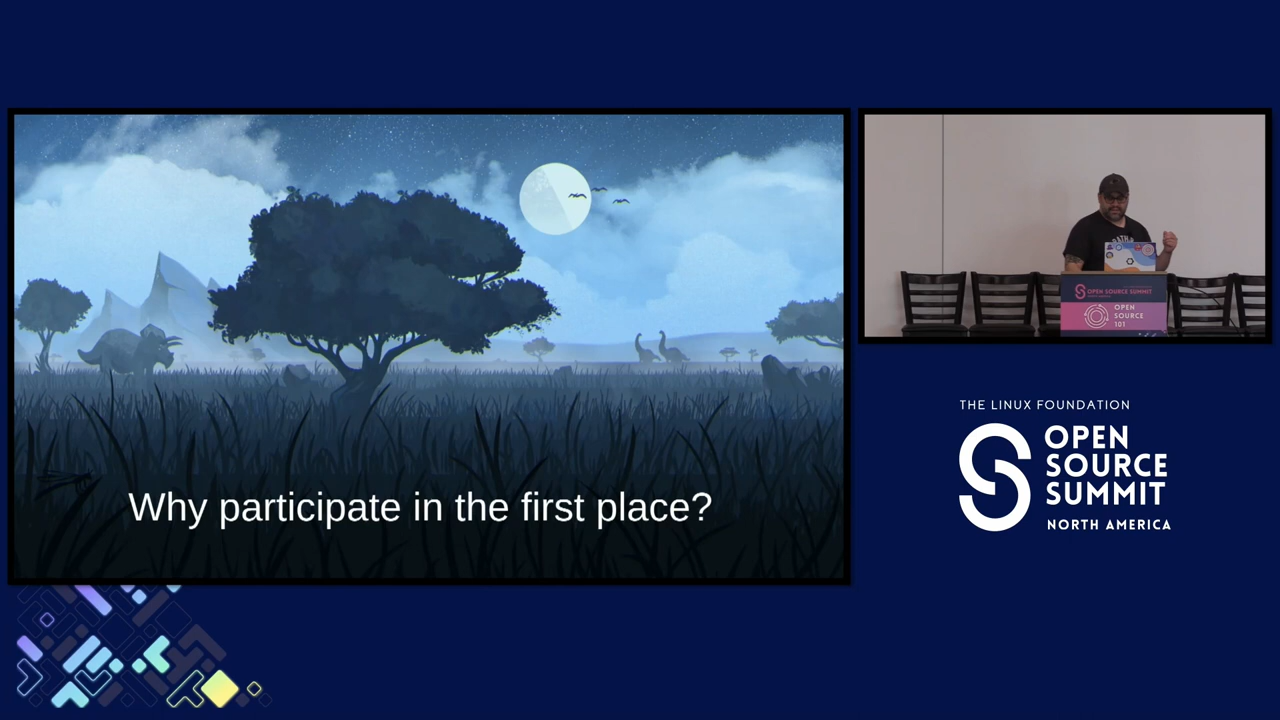 Why participate in the first place?
OPEN SOURCE SUMMIT
OPEN
SOURCE
101
THE LINUX FOUNDATION
OPEN
SOURCE
SUMMIT
NORTH AMERICA